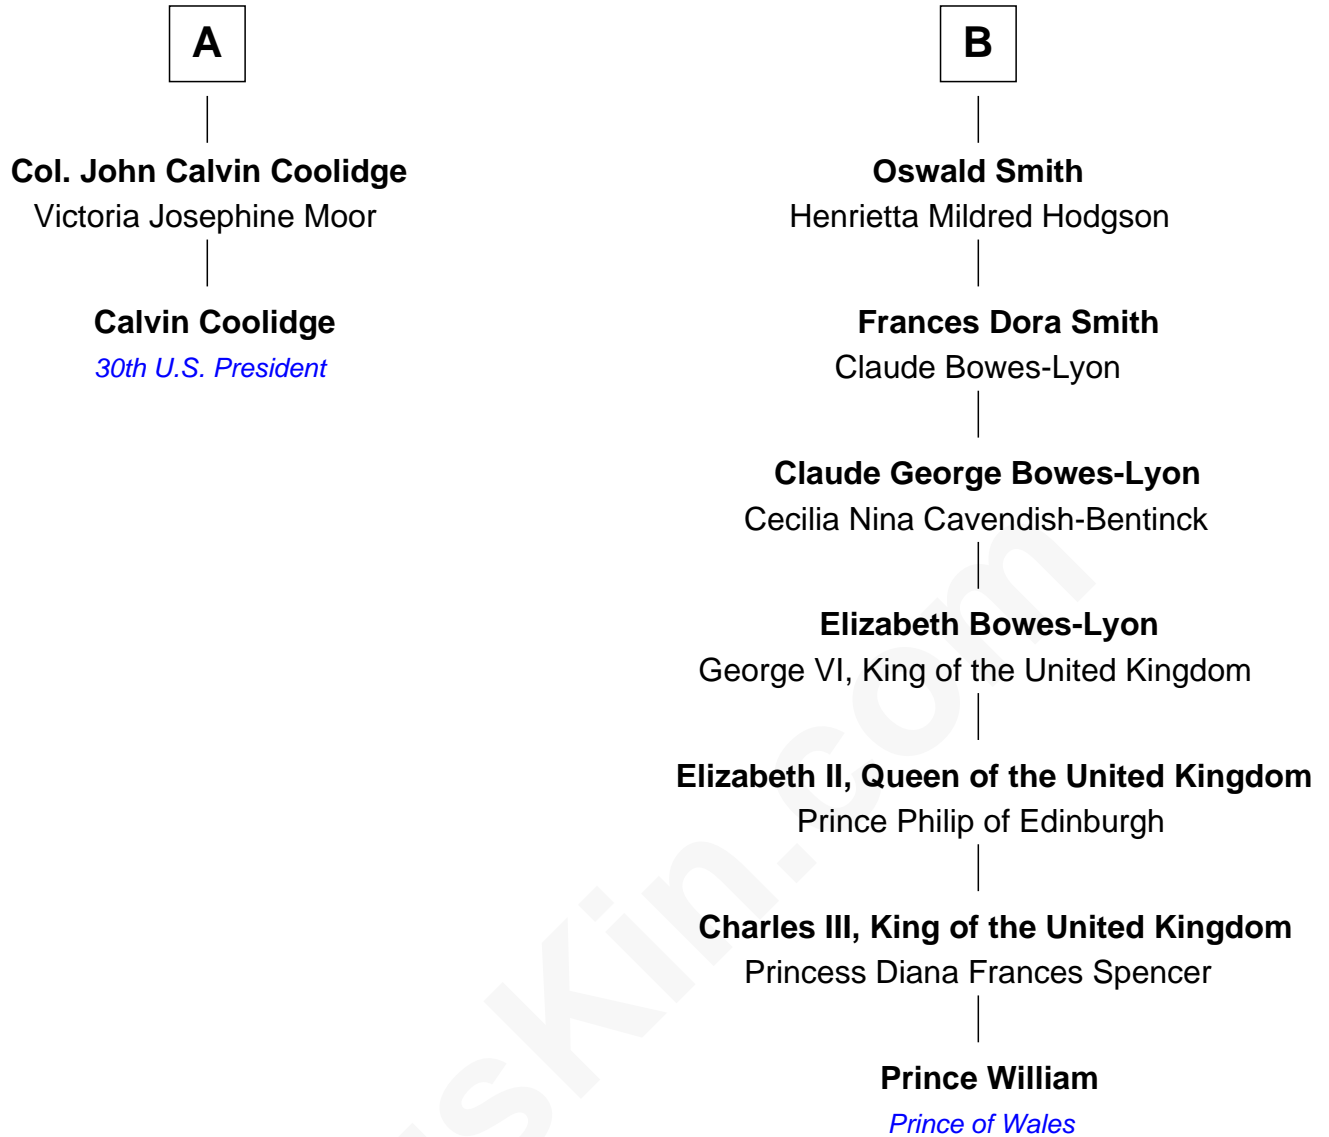 A
Col. John Calvin Coolidge
Victoria Josephine Moor
Calvin Coolidge
30th U.S. President
B
Oswald Smith
Henrietta Mildred Hodgson
Frances Dora Smith
Claude Bowes-Lyon
Claude George Bowes-Lyon
Cecilia Nina Cavendish-Bentinck
Elizabeth Bowes-Lyon
George VI, King of the United Kingdom
Elizabeth II, Queen of the United Kingdom
Prince Philip of Edinburgh
Charles III, King of the United Kingdom
Princess Diana Frances Spencer
Prince William
Prince of Wales
sKin.com